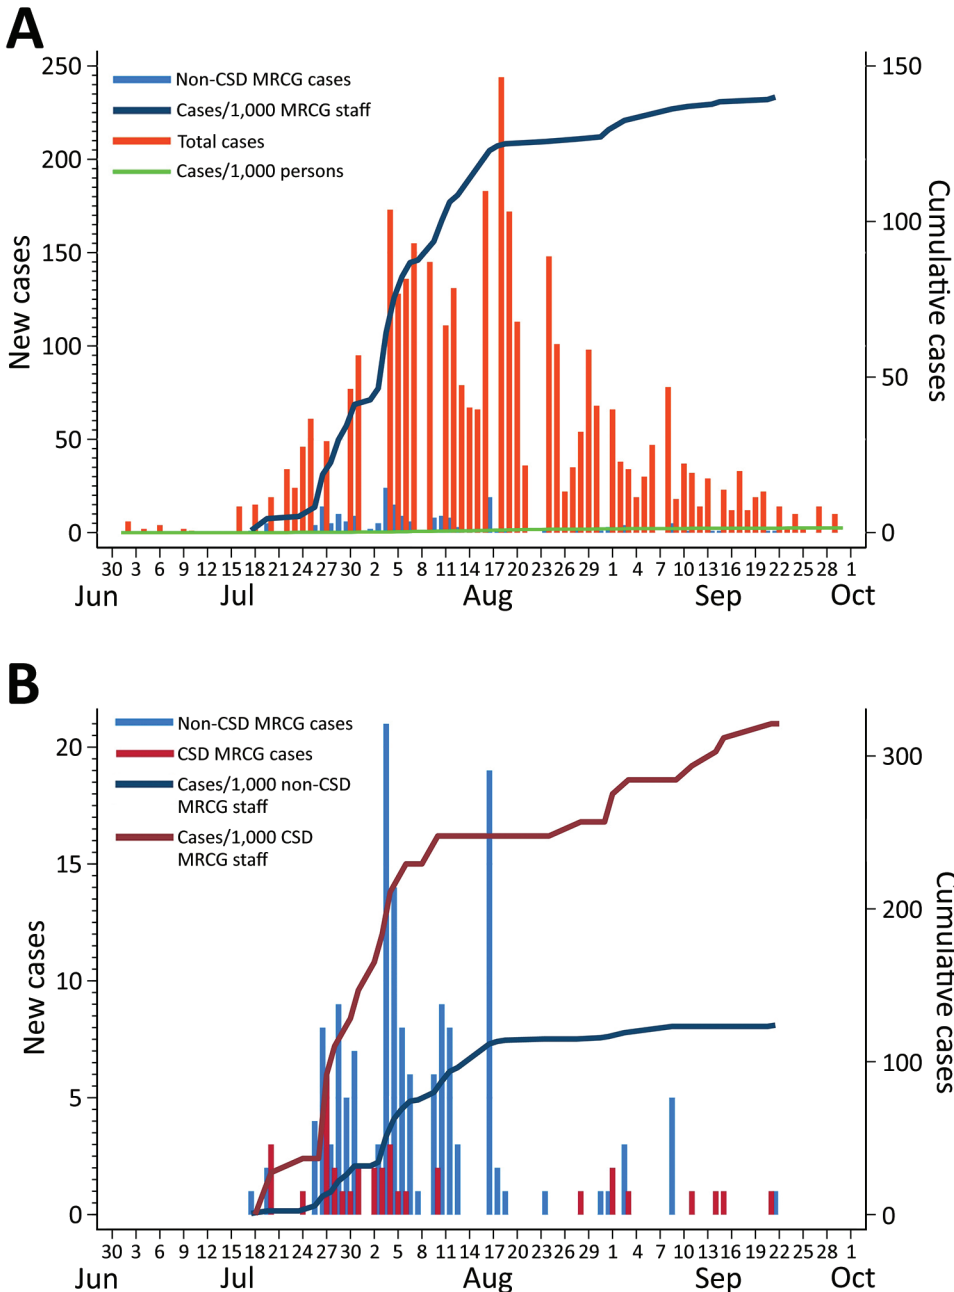 A
250
200
150
100
50
0
New cases
Non-CSD MRCG cases
Cases/1,000 MRCG staff
Total cases
Cases/1,000 persons
150
100
50
0
Cumulative cases
30 3 6 9 12 15 18 21 24 27 30 2 5 8 11 14 17 20 23 26 29 1 4 7 10 13 16 19 22 25 28 1
Jun Jul Aug Sep Oct
B
20
15
10
5
0
New cases
Non-CSD MRCG cases
CSD MRCG cases
Cases/1,000 non-CSD
MRCG staff
Cases/1,000 CSD
MRCG staff
300
200
100
0
Cumulative cases
30 3 6 9 12 15 18 21 24 27 30 2 5 8 11 14 17 20 23 26 29 1 4 7 10 13 16 19 22 25 28 1
Jun Jul Aug Sep Oct